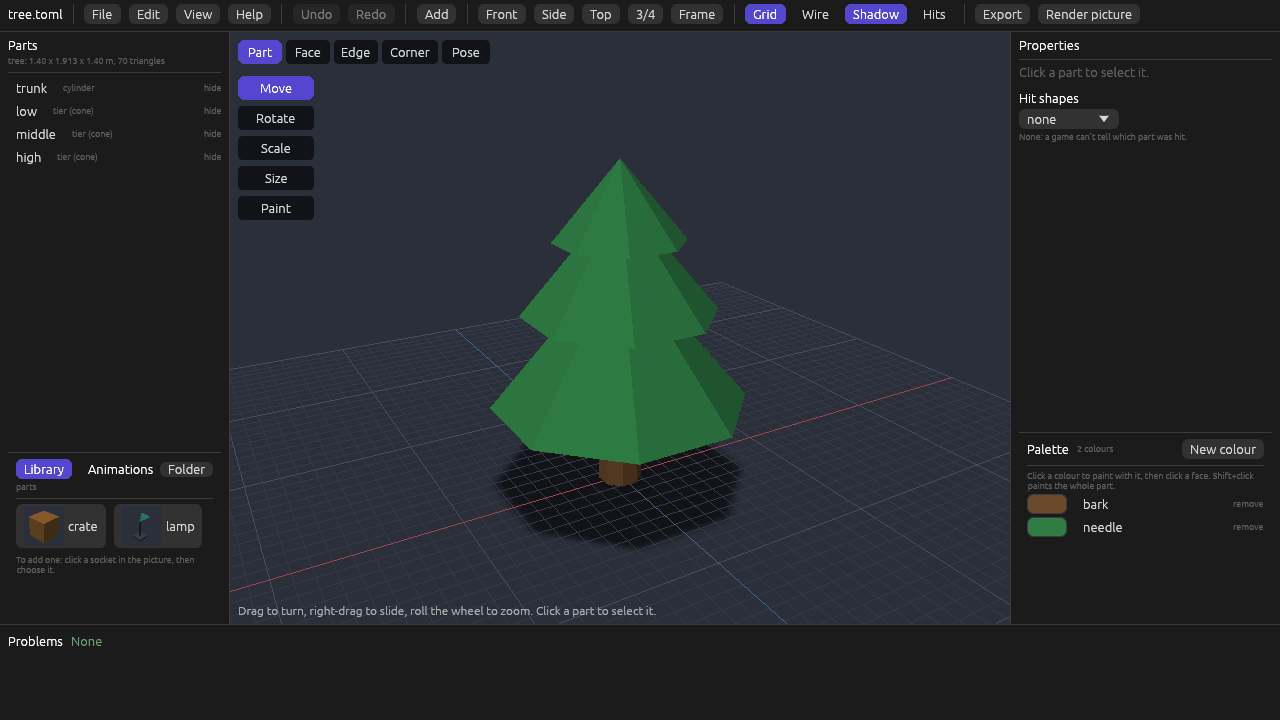 tree.toml File Edit View Help Undo Redo Add Front Side Top 3/4 Frame Grid Wire Shadow Hits Export Render picture
Parts
tree: 1.40 x 1.913 x 1.40 m, 70 triangles
trunk cylinder hide
low tier (cone) hide
middle tier (cone) hide
high tier (cone) hide
Library Animations Folder
parts
crate lamp
To add one: click a socket in the picture, then
choose it.
Part Face Edge Corner Pose
Move
Rotate
Scale
Size
Paint
Drag to turn, right-drag to slide, roll the wheel to zoom. Click a part to select it.
Properties
Click a part to select it.
Hit shapes
none
None: a game can't tell which part was hit.
Palette 2 colours New colour
Click a colour to paint with it, then click a face. Shift+click
paints the whole part.
bark remove
needle remove
Problems None